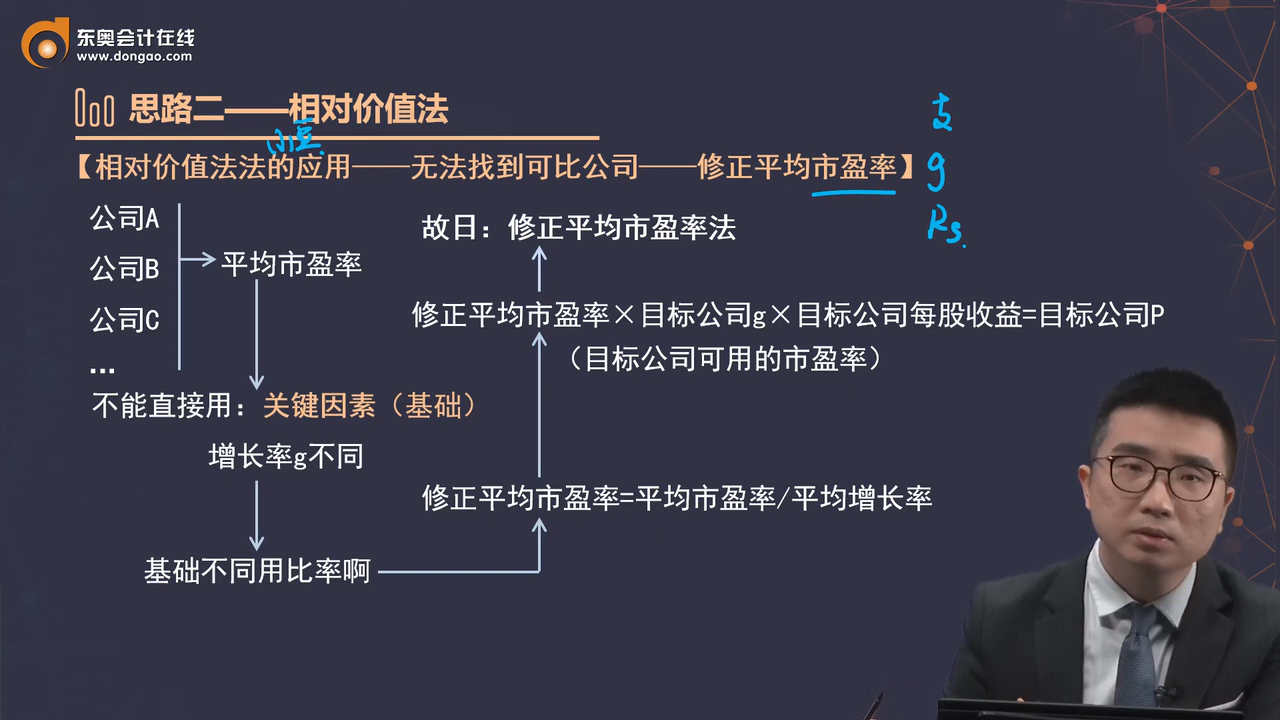 东奥会计在线
www.dongao.com
思路二——相对价值法
【相对价值法法的应用——无法找到可比公司——修正平均市盈率】
支
g
Rs.
公司A
公司B
公司C
...
平均市盈率
不能直接用：关键因素（基础）
增长率g不同
基础不同用比率啊
故日：修正平均市盈率法
修正平均市盈率×目标公司g×目标公司每股收益=目标公司P
（目标公司可用的市盈率）
修正平均市盈率=平均市盈率/平均增长率